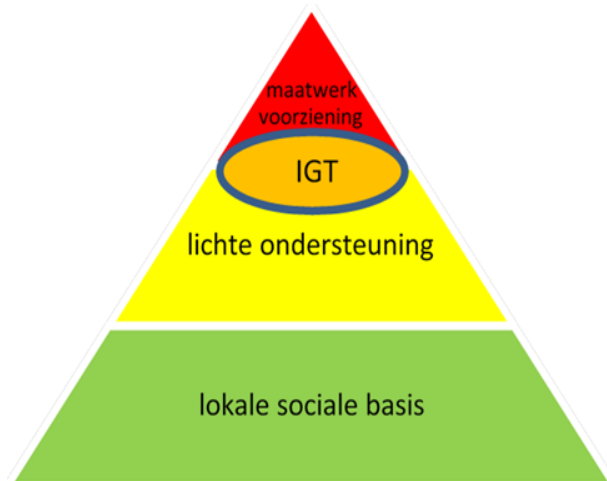 maatwerk
voorziening
IGT
lichte ondersteuning
lokale sociale basis